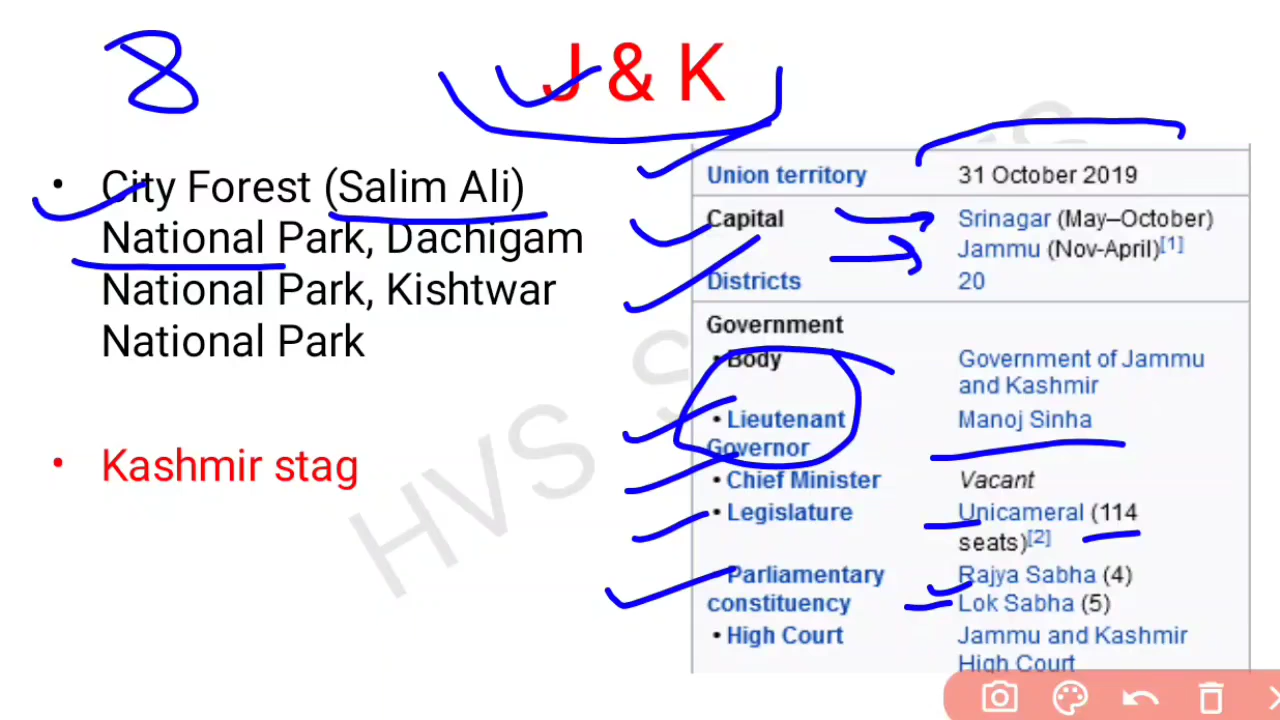 8
J & K
• City Forest (Salim Ali)
National Park, Dachigam
National Park, Kishtwar
National Park
• Kashmir stag
Union territory 31 October 2019
Capital Srinagar (May–October)
Jammu (Nov-April)[1]
Districts 20
Government
• Body Government of Jammu
and Kashmir
• Lieutenant Manoj Sinha
Governor
• Chief Minister Vacant
• Legislature Unicameral (114
seats)[2]
• Parliamentary Rajya Sabha (4)
constituency Lok Sabha (5)
• High Court Jammu and Kashmir
High Court
HVS S